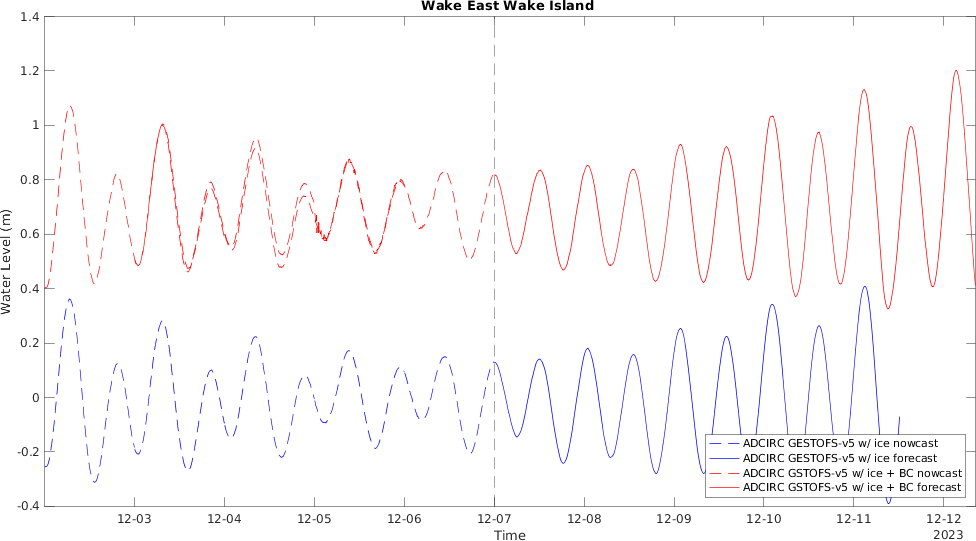 Wake East Wake Island
Water Level (m)
1.4
1.2
1
0.8
0.6
0.4
0.2
0
-0.2
-0.4
12-03 12-04 12-05 12-06 12-07 12-08 12-09 12-10 12-11 12-12
2023
Time
ADCIRC GESTOFS-v5 w/ ice nowcast
ADCIRC GESTOFS-v5 w/ ice forecast
ADCIRC GSTOFS-v5 w/ ice + BC nowcast
ADCIRC GSTOFS-v5 w/ ice + BC forecast